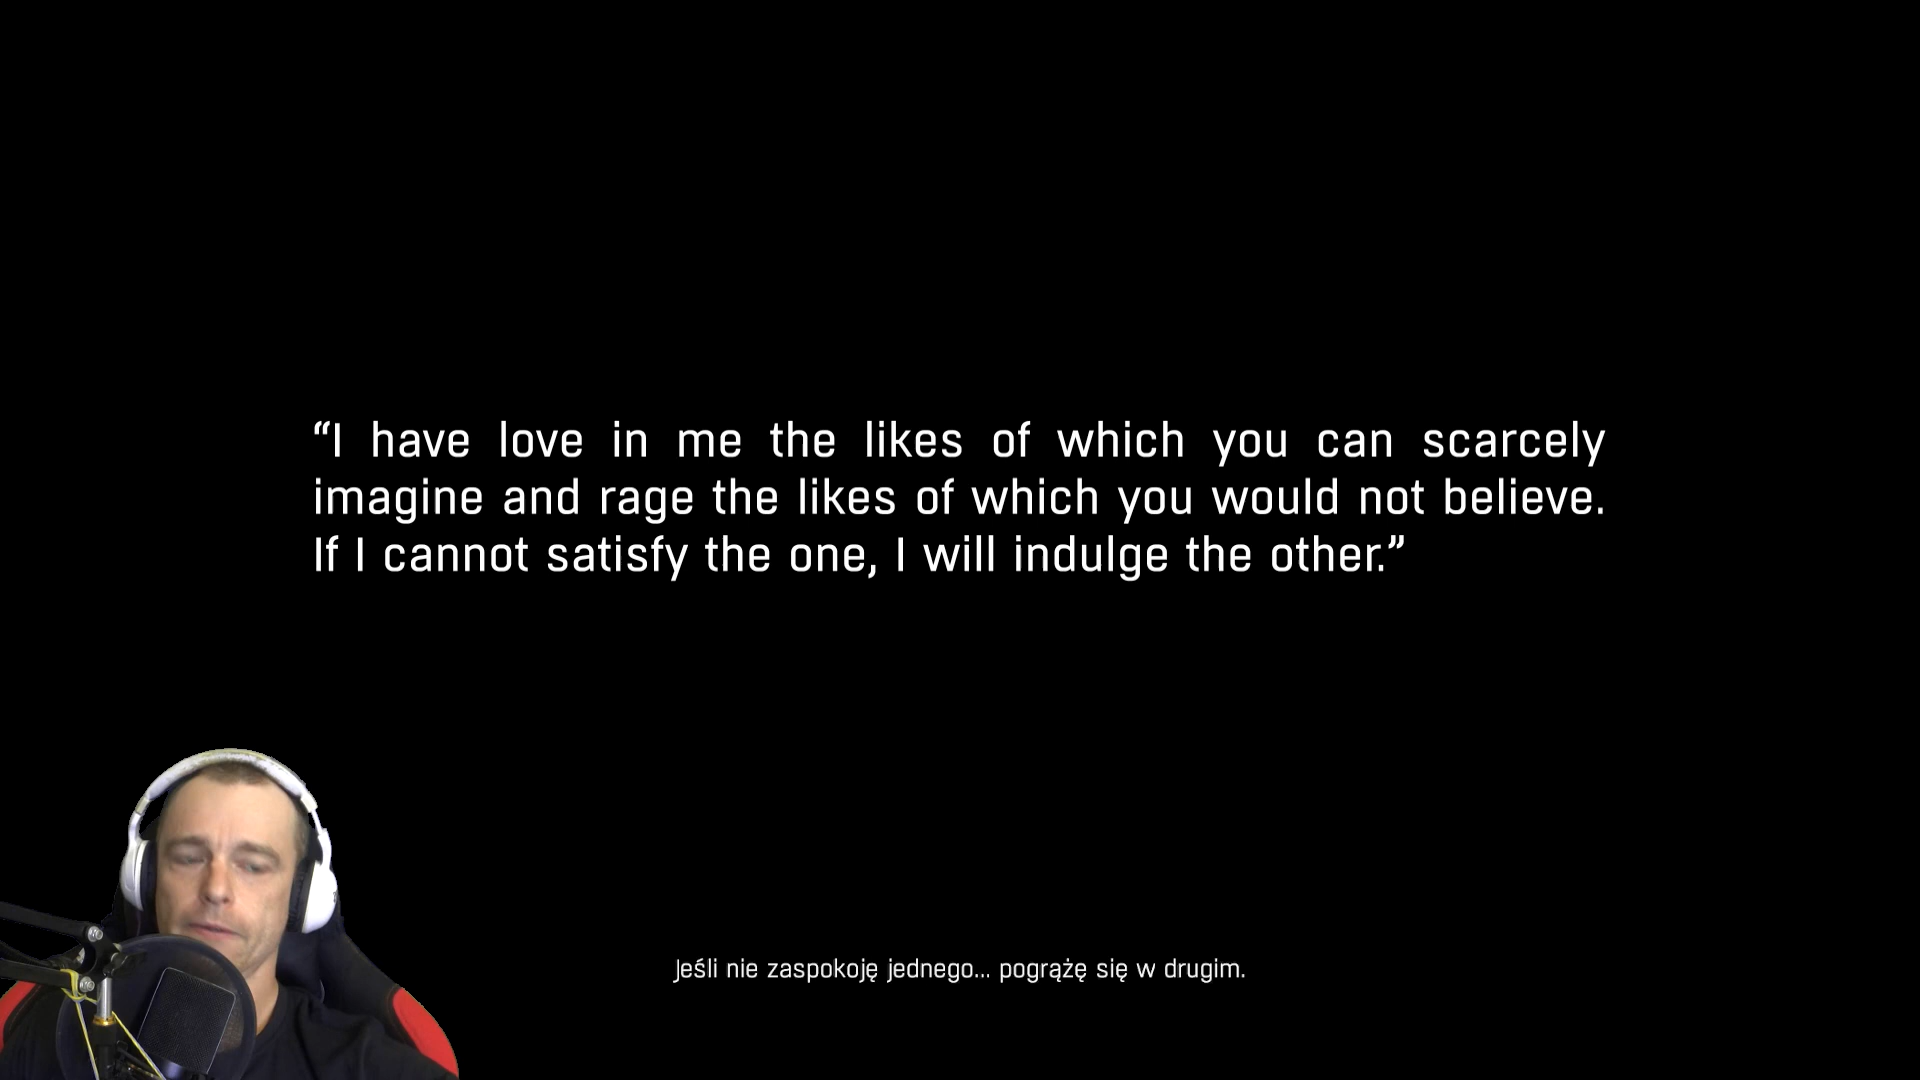 “I have love in me the likes of which you can scarcely
imagine and rage the likes of which you would not believe.
If I cannot satisfy the one, I will indulge the other.”
Jeśli nie zaspokoję jednego... pogrążę się w drugim.